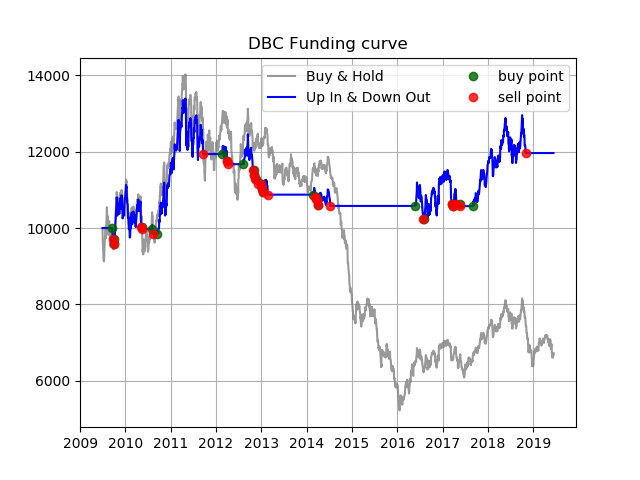 DBC Funding curve
Buy & Hold
Up In & Down Out
buy point
sell point
14000
12000
10000
8000
6000
2009 2010 2011 2012 2013 2014 2015 2016 2017 2018 2019